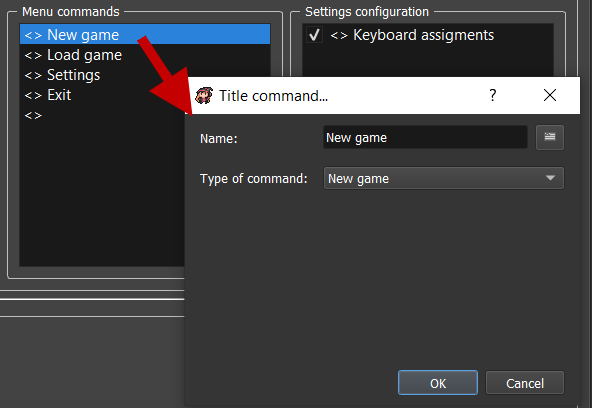 Menu commands
<> New game
<> Load game
<> Settings
<> Exit
<>
Settings configuration
✓ <> Keyboard assigments
Title command...
?
Name:
New game
Type of command:
New game
OK
Cancel